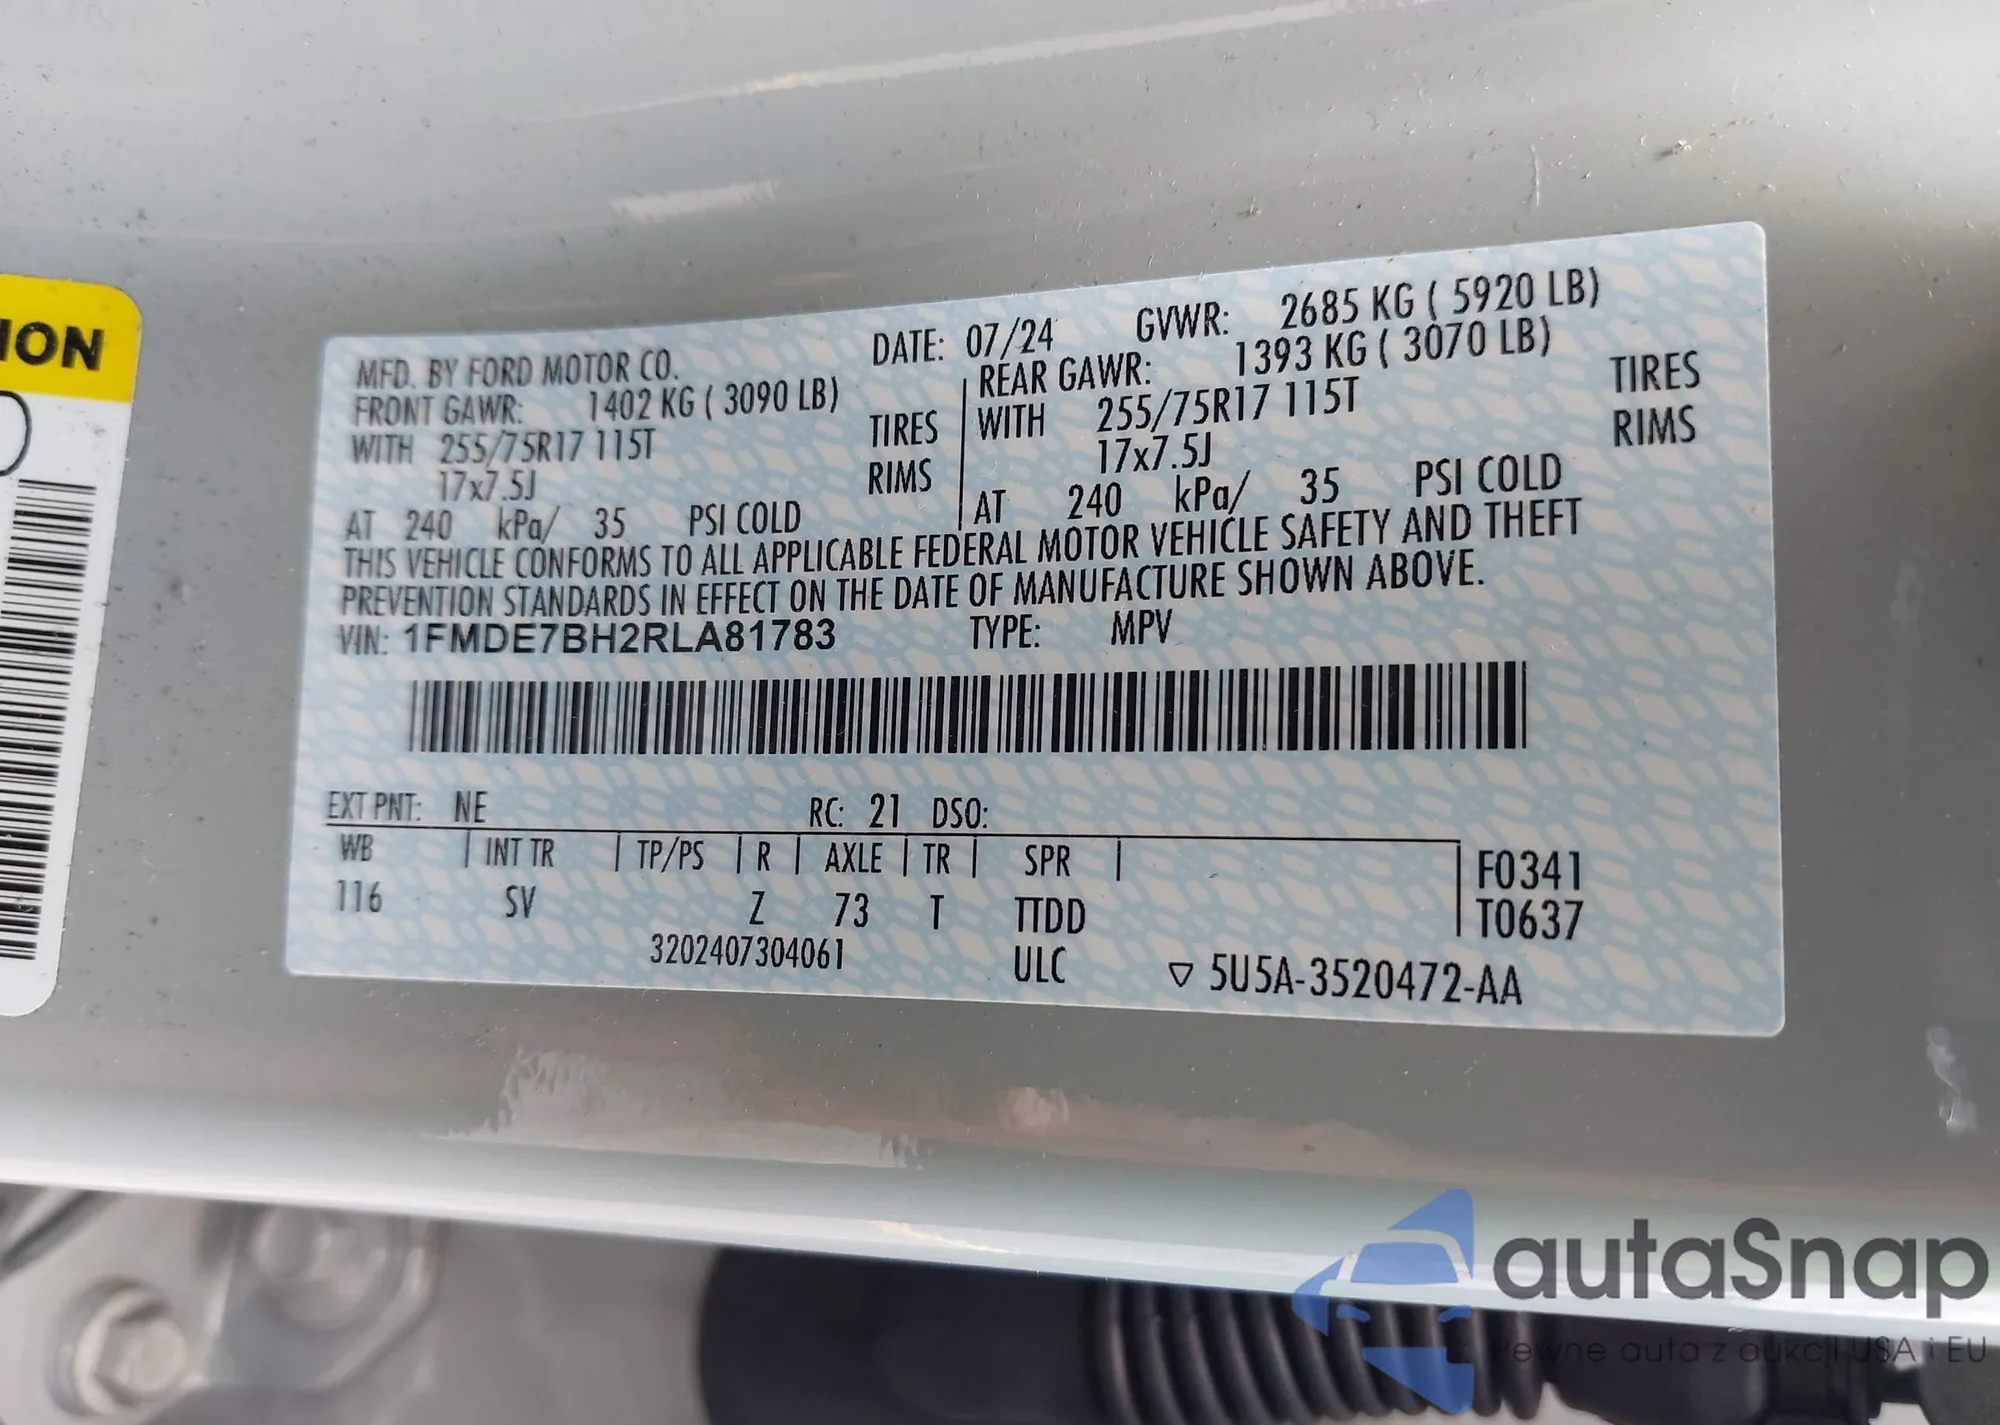 ION
MFD. BY FORD MOTOR CO. DATE: 07/24 GVWR: 2685 KG ( 5920 LB)
FRONT GAWR: 1402 KG ( 3090 LB) REAR GAWR: 1393 KG ( 3070 LB)
WITH 255/75R17 115T TIRES WITH 255/75R17 115T TIRES
17x7.5J RIMS 17x7.5J RIMS
AT 240 kPa/ 35 PSI COLD AT 240 kPa/ 35 PSI COLD
THIS VEHICLE CONFORMS TO ALL APPLICABLE FEDERAL MOTOR VEHICLE SAFETY AND THEFT
PREVENTION STANDARDS IN EFFECT ON THE DATE OF MANUFACTURE SHOWN ABOVE.
VIN: 1FMDE7BH2RLA81783 TYPE: MPV
EXT PNT: NE RC: 21 DSO:
WB INT TR TP/PS R AXLE TR SPR F0341
116 SV Z 73 T TTDD T0637
3202407304061 ULC ▽ 5U5A-3520472-AA
autaSnap
Pewne auta z aukcji USA i EU